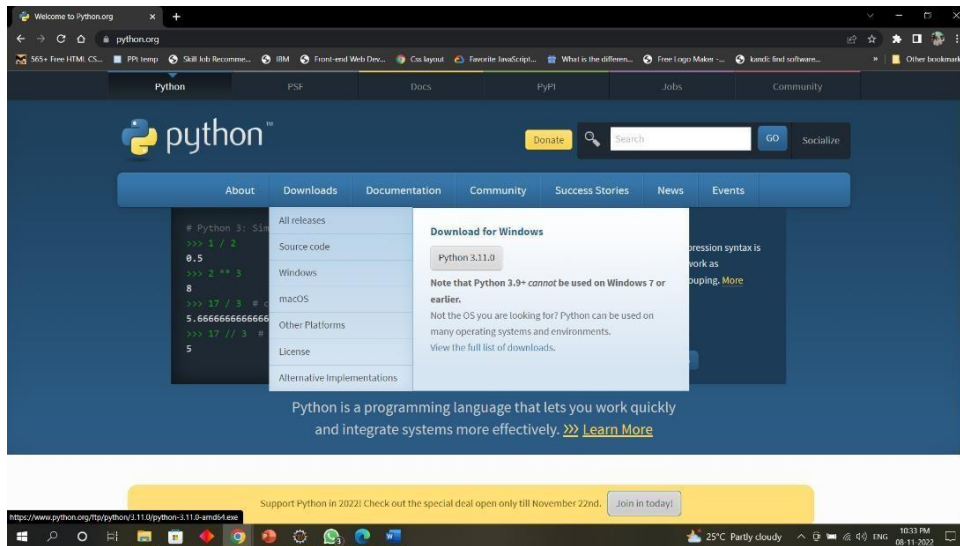 Welcome to Python.org
python.org
565+ Free HTML CS... PPt temp Skill Job Recomme... IBM Front-end Web Dev... Css layout Favorite JavaScript... What is the differen... Free Logo Maker -... kandi: find software... » Other bookmark
Python PSF Docs PyPI Jobs Community
python™
Donate Search GO Socialize
About Downloads Documentation Community Success Stories News Events
# Python 3: Sim
>>> 1 / 2
0.5
>>> 2 ** 3
8
>>> 17 / 3 # c
5.666666666666
>>> 17 // 3 #
5
All releases
Source code
Windows
macOS
Other Platforms
License
Alternative Implementations
Download for Windows
Python 3.11.0
Note that Python 3.9+ cannot be used on Windows 7 or
earlier.
Not the OS you are looking for? Python can be used on
many operating systems and environments.
View the full list of downloads.
pression syntax is
work as
ouping. More
Python is a programming language that lets you work quickly
and integrate systems more effectively. >>> Learn More
Support Python in 2022! Check out the special deal open only till November 22nd. Join in today!
https://www.python.org/ftp/python/3.11.0/python-3.11.0-amd64.exe
25°C Partly cloudy ENG
10:33 PM
08-11-2022